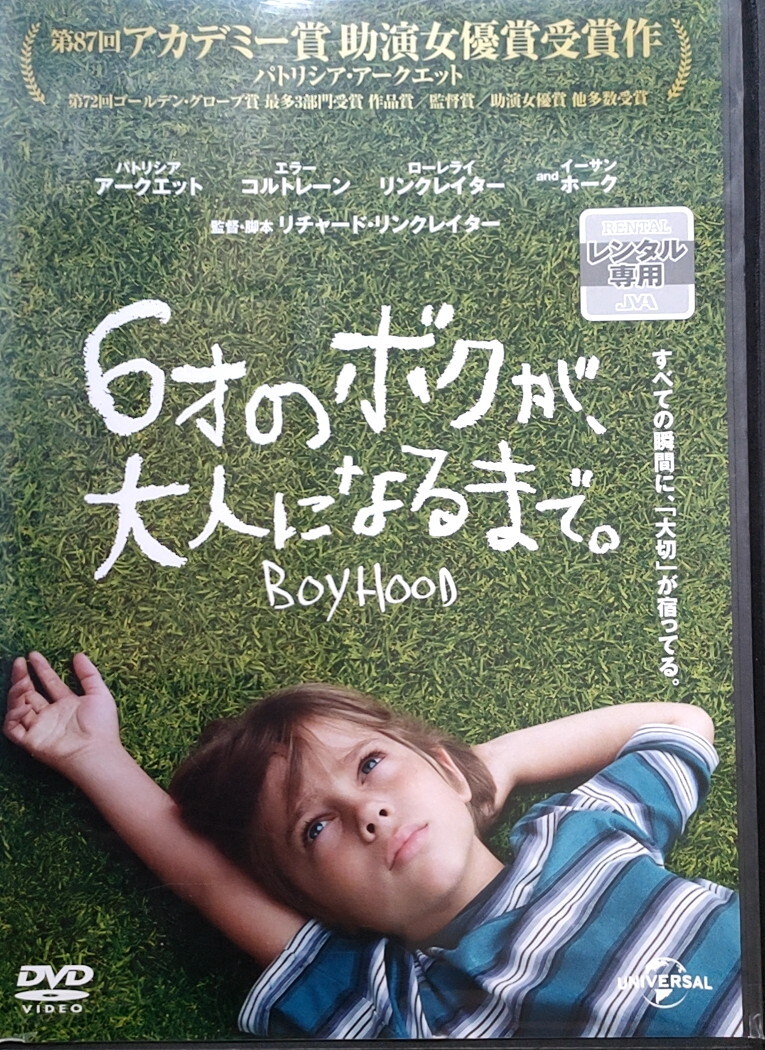 第87回アカデミー賞 助演女優賞受賞作
パトリシア・アークエット
第72回ゴールデン・グローブ賞 最多3部門受賞 作品賞／監督賞／助演女優賞 他多数受賞
パトリシア アークエット
エラー コルトレーン
ローレライ リンクレイター
and イーサン ホーク
監督・脚本 リチャード・リンクレイター
RENTAL
レンタル
専用
JVA
6才のボクが、
大人になるまで。
BOYHOOD
すべての瞬間に、「大切」が宿ってる。
DVD
VIDEO
UNIVERSAL